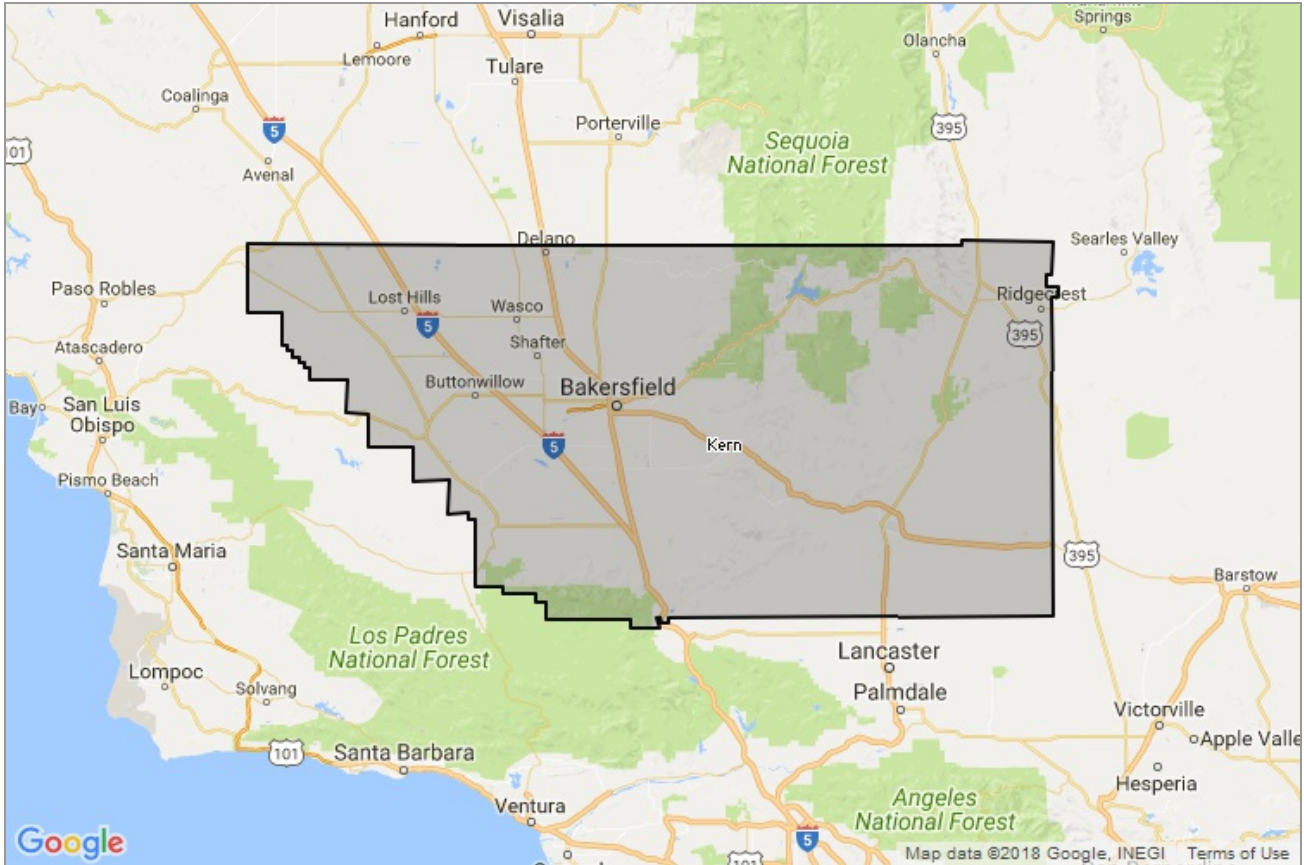 Hanford
Visalia
Springs
Olancha
Lemoore
Tulare
Coalinga
Porterville
395
5
Sequoia
National Forest
101
Avenal
Delano
Searles Valley
Paso Robles
Lost Hills
Wasco
Ridgecrest
5
395
Shafter
Atascadero
Buttonwillow
Bakersfield
Bay
San Luis
Obispo
5
Kern
Pismo Beach
Santa Maria
395
Barstow
Los Padres
National Forest
Lancaster
Lompoc
Solvang
Palmdale
Victorville
101
Santa Barbara
Apple Valle
Hesperia
Ventura
Angeles
National Forest
Google
5
101
Map data ©2018 Google, INEGI
Terms of Use